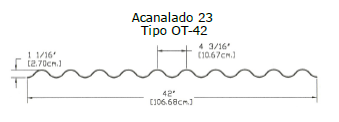 Acanalado 23
Tipo OT-42
1 1/16"
[2.70cm.]
4 3/16"
[10.67cm.]
42"
[106.68cm.]